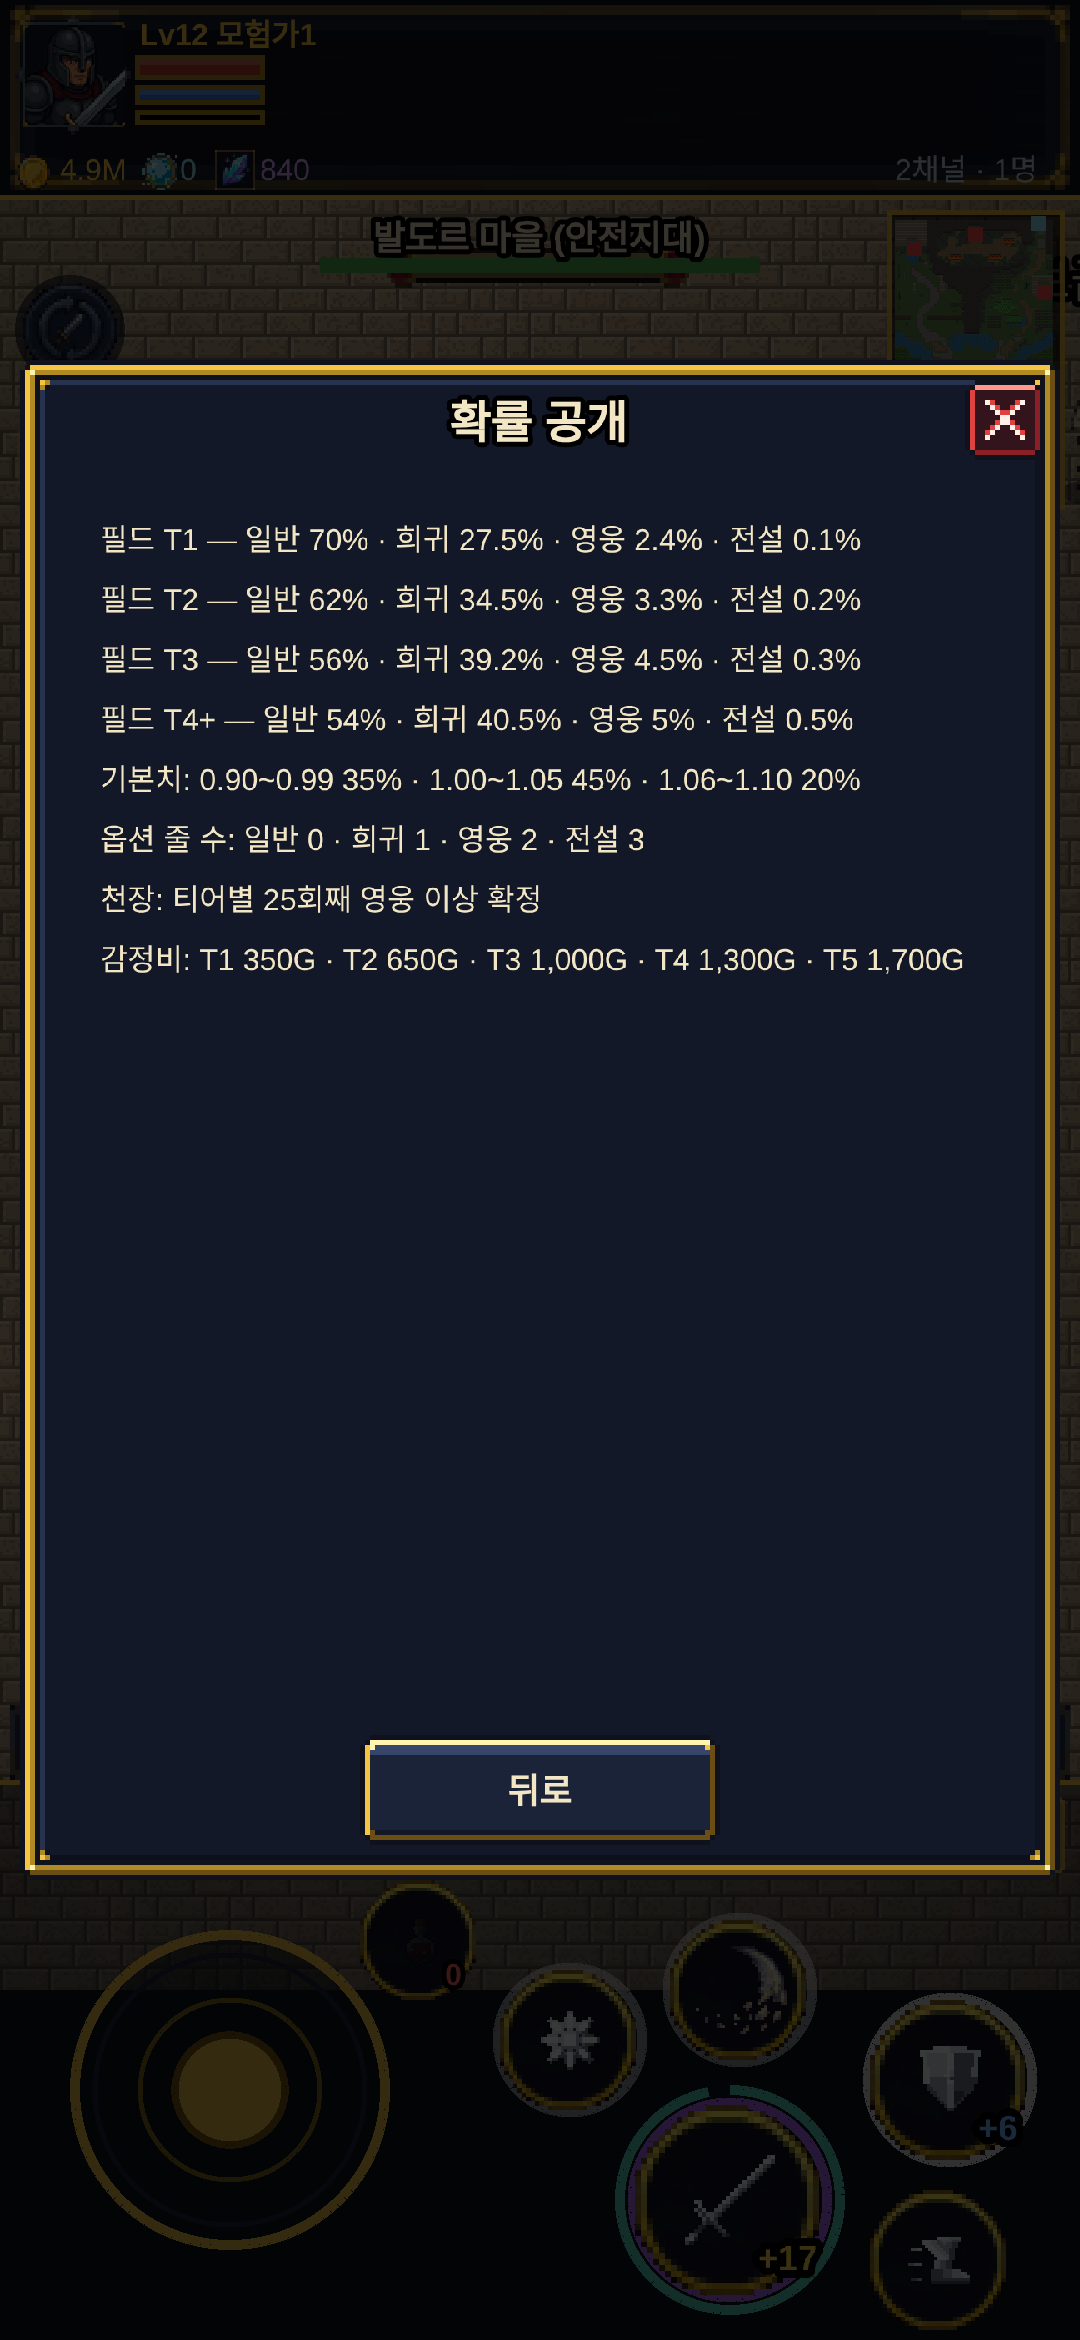 Lv12 모험가1
4.9M 0 840 2채널 · 1명
발도르 마을 (안전지대)
확률 공개
필드 T1 — 일반 70% · 희귀 27.5% · 영웅 2.4% · 전설 0.1%
필드 T2 — 일반 62% · 희귀 34.5% · 영웅 3.3% · 전설 0.2%
필드 T3 — 일반 56% · 희귀 39.2% · 영웅 4.5% · 전설 0.3%
필드 T4+ — 일반 54% · 희귀 40.5% · 영웅 5% · 전설 0.5%
기본치: 0.90~0.99 35% · 1.00~1.05 45% · 1.06~1.10 20%
옵션 줄 수: 일반 0 · 희귀 1 · 영웅 2 · 전설 3
천장: 티어별 25회째 영웅 이상 확정
감정비: T1 350G · T2 650G · T3 1,000G · T4 1,300G · T5 1,700G
뒤로
0
+6
+17